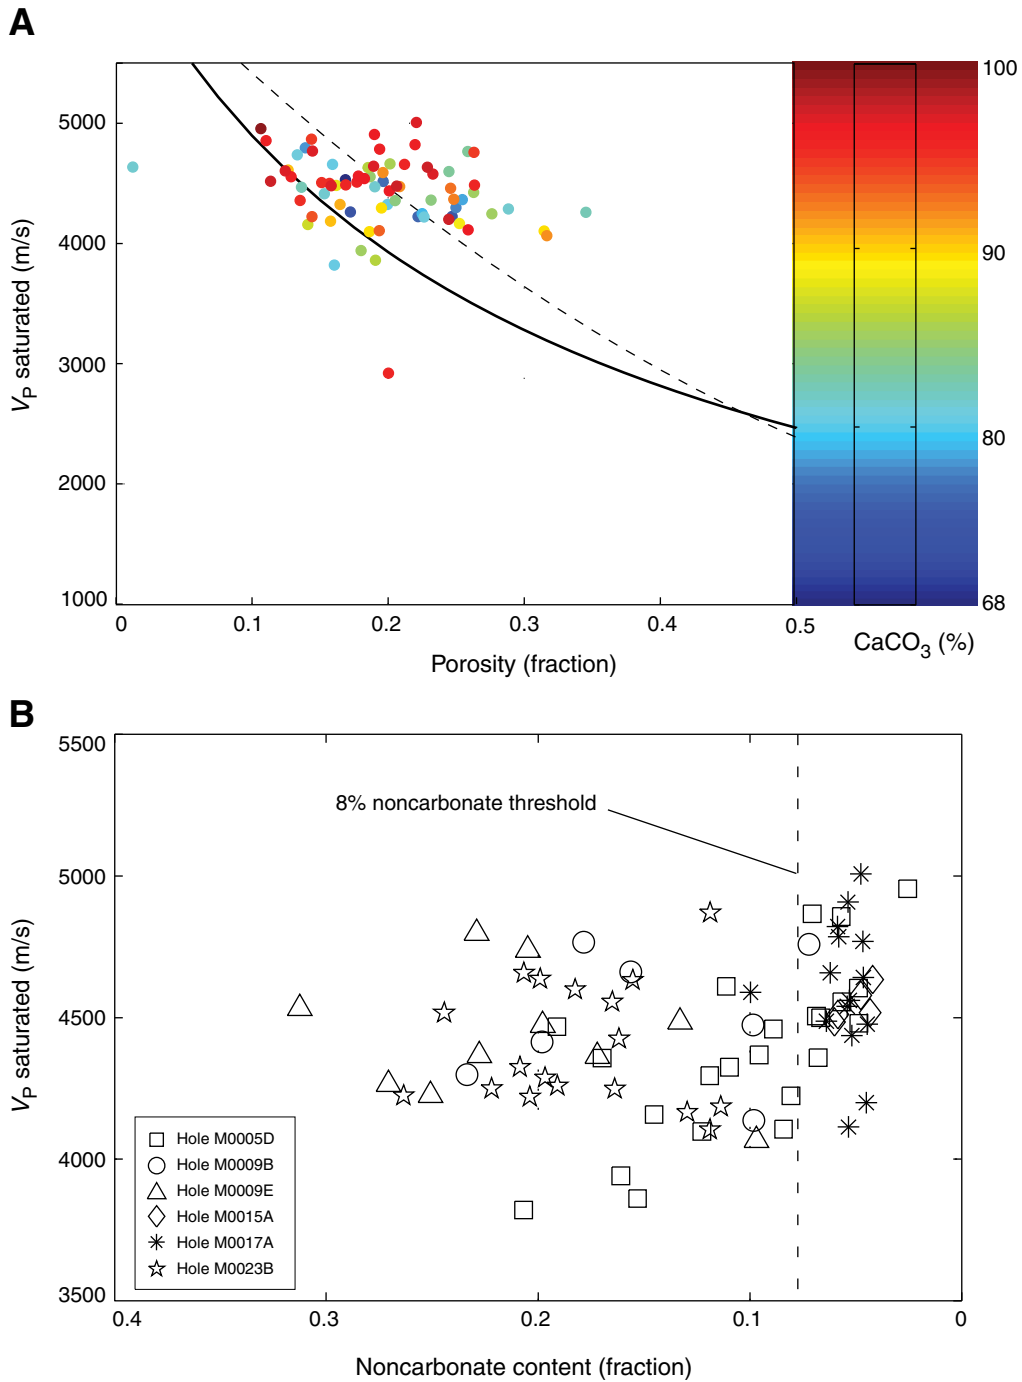 A
5000
4000
3000
2000
1000
V_P saturated (m/s)
0
0.1
0.2
0.3
0.4
0.5
Porosity (fraction)
100
90
80
68
CaCO₃ (%)
B
5500
5000
4500
4000
3500
V_P saturated (m/s)
8% noncarbonate threshold
Hole M0005D
Hole M0009B
Hole M0009E
Hole M0015A
Hole M0017A
Hole M0023B
0.4
0.3
0.2
0.1
0
Noncarbonate content (fraction)